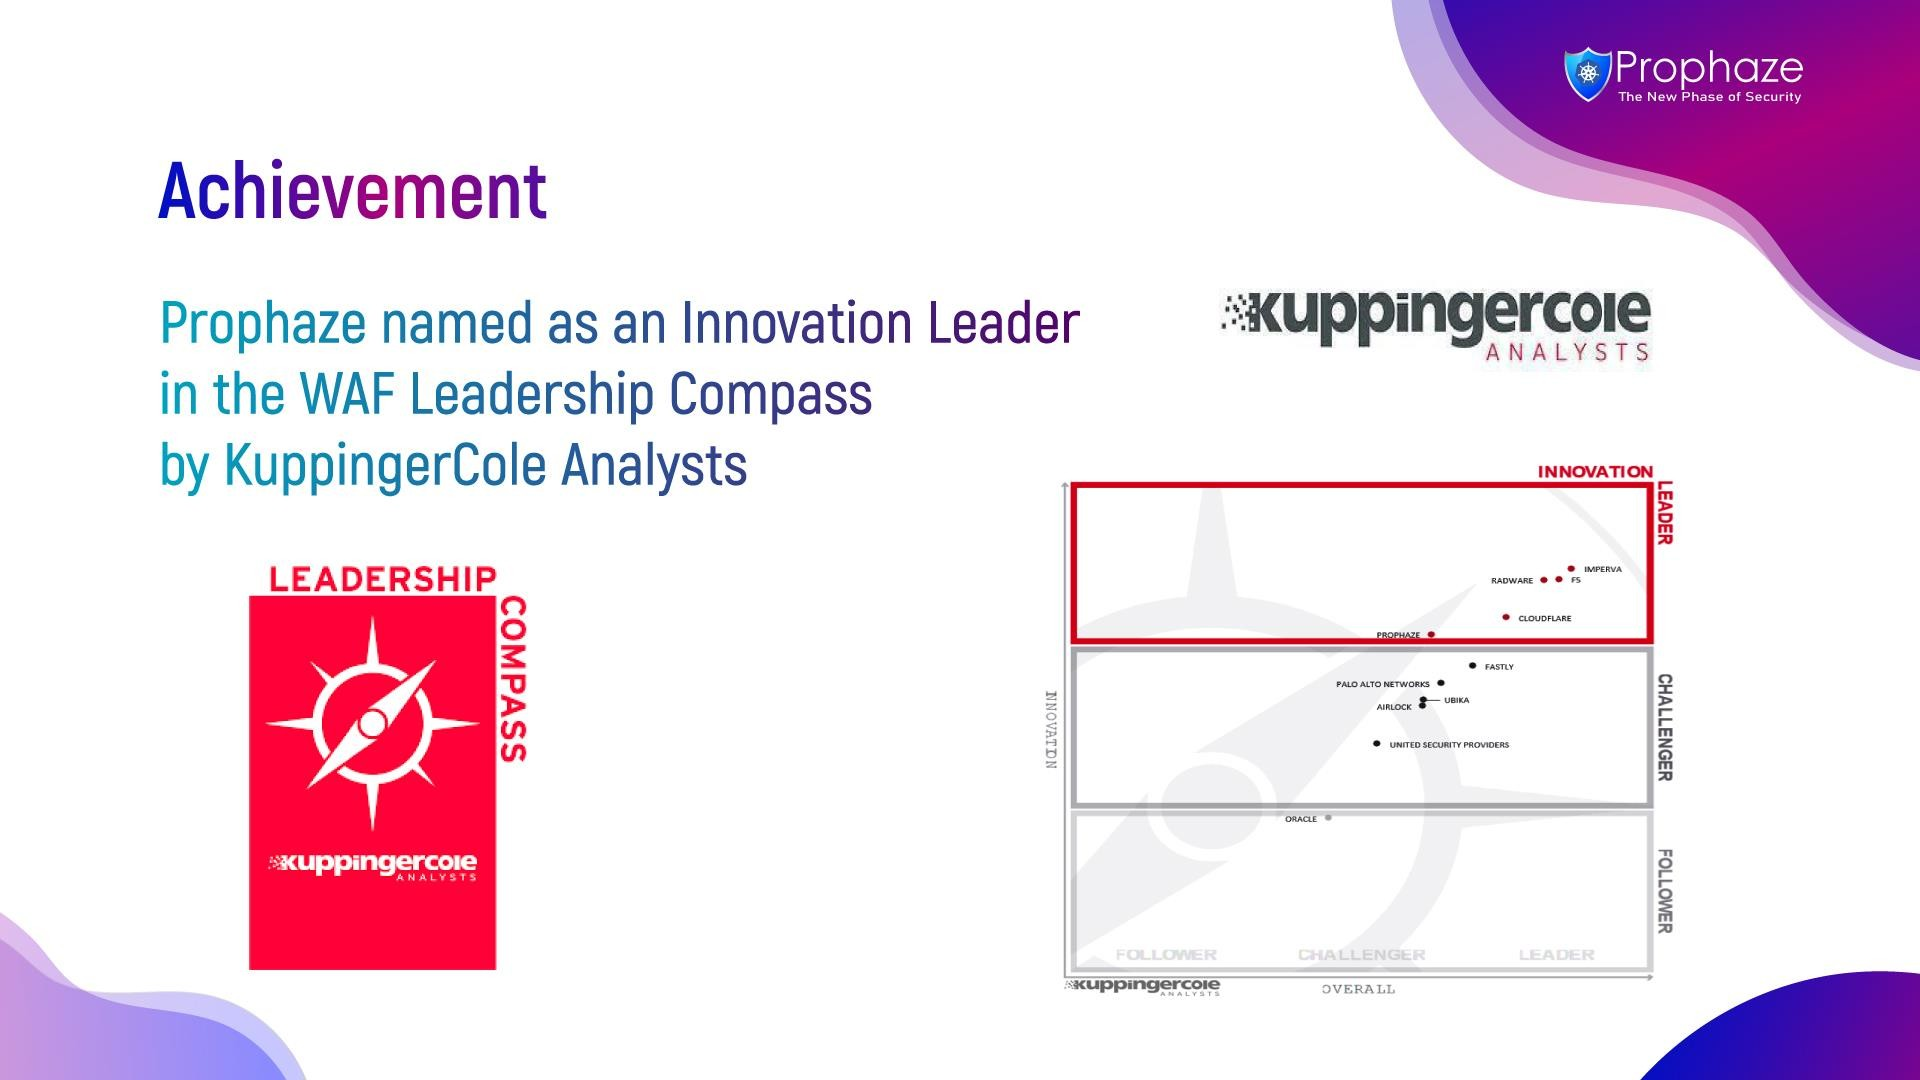 Prophaze
The New Phase of Security
Achievement
Prophaze named as an Innovation Leader
in the WAF Leadership Compass
by KuppingerCole Analysts
kuppingercole
ANALYSTS
LEADERSHIP
COMPASS
kuppingercole
ANALYSTS
INNOVATION
LEADER
IMPERVA
RADWARE
F5
CLOUDFLARE
PROPHAZE
FASTLY
PALO ALTO NETWORKS
UBIKA
AIRLOCK
UNITED SECURITY PROVIDERS
CHALLENGER
INNOVATION
ORACLE
FOLLOWER
FOLLOWER
CHALLENGER
LEADER
kuppingercole
ANALYSTS
OVERALL